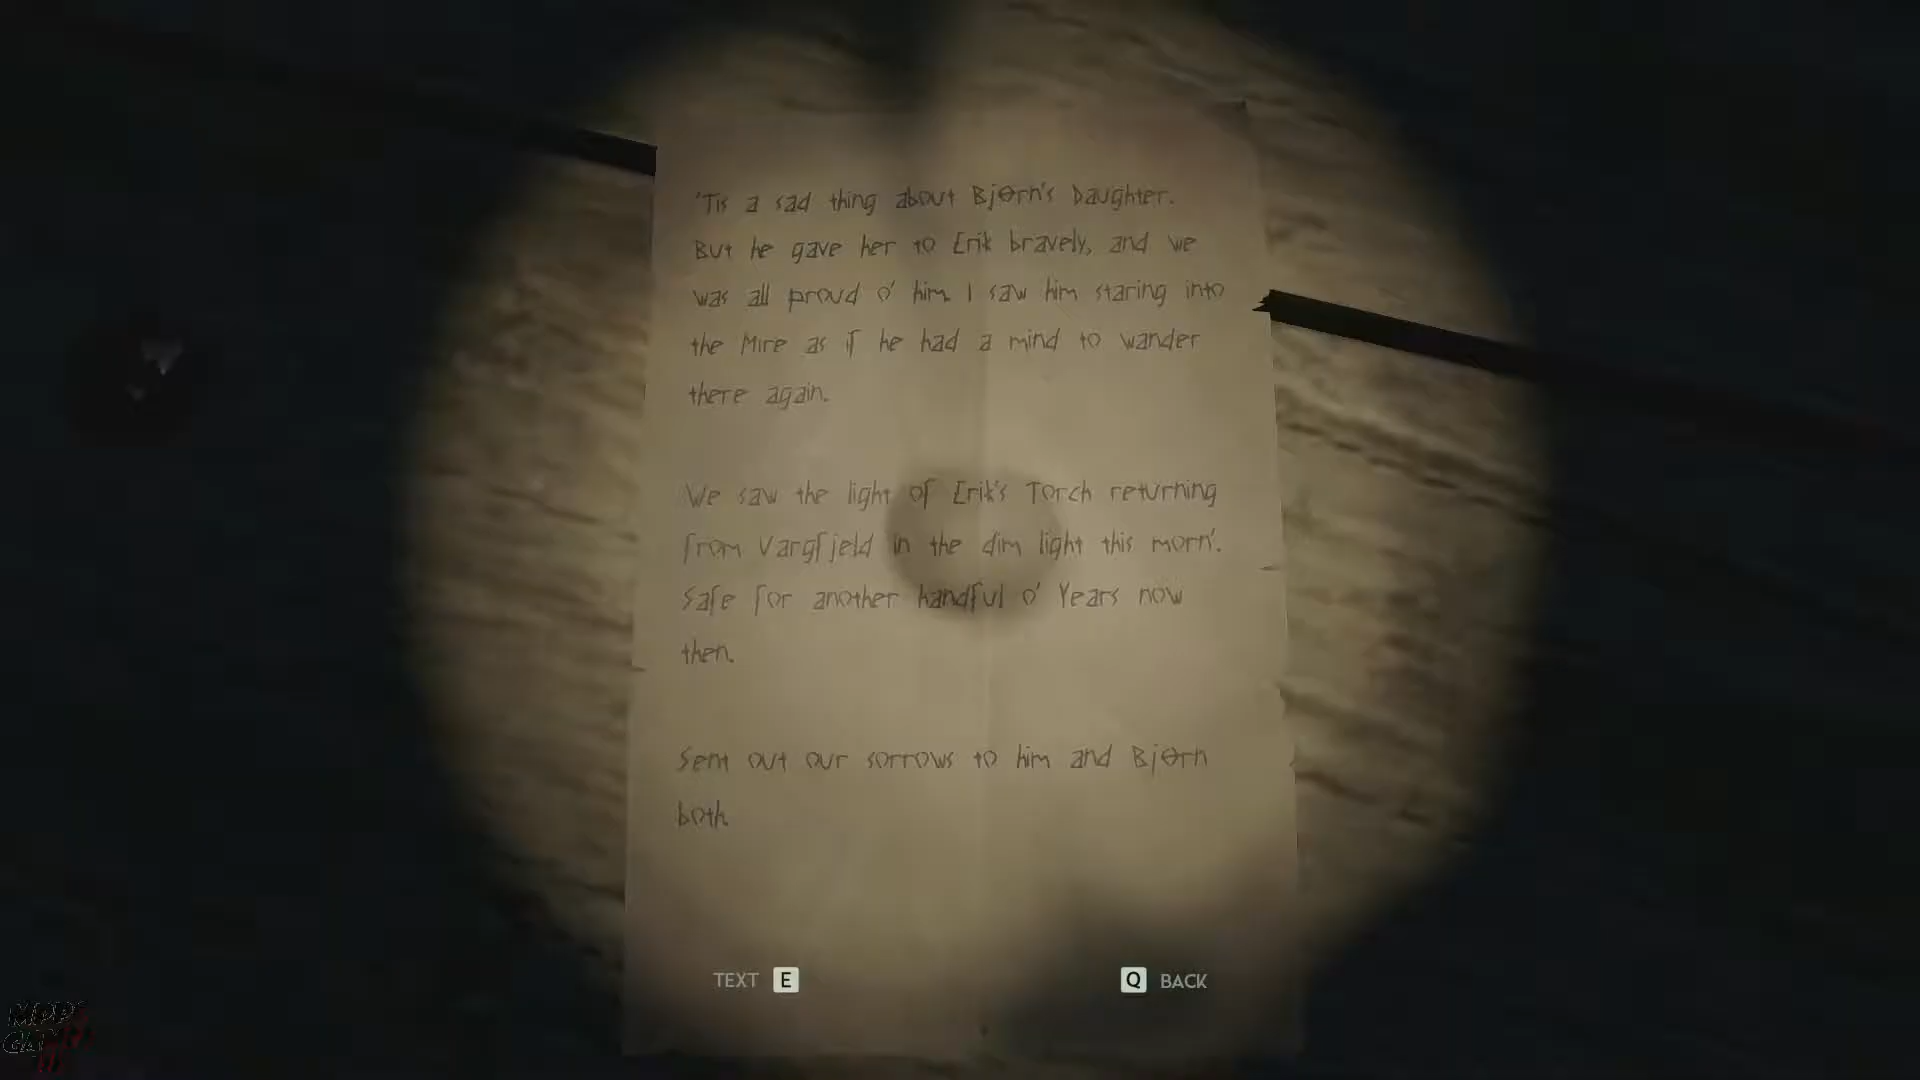 'Tis a sad thing about Bjørn's Daughter.
But he gave her to Erik bravely, and we
was all proud o' him. I saw him staring into
the Mire as if he had a mind to wander
there again.
We saw the light of Erik's Torch returning
from Vargfjeld in the dim light this morn'.
Safe for another handful o' Years now
then.
Sent out our sorrows to him and Bjørn
both.
TEXT E
Q BACK